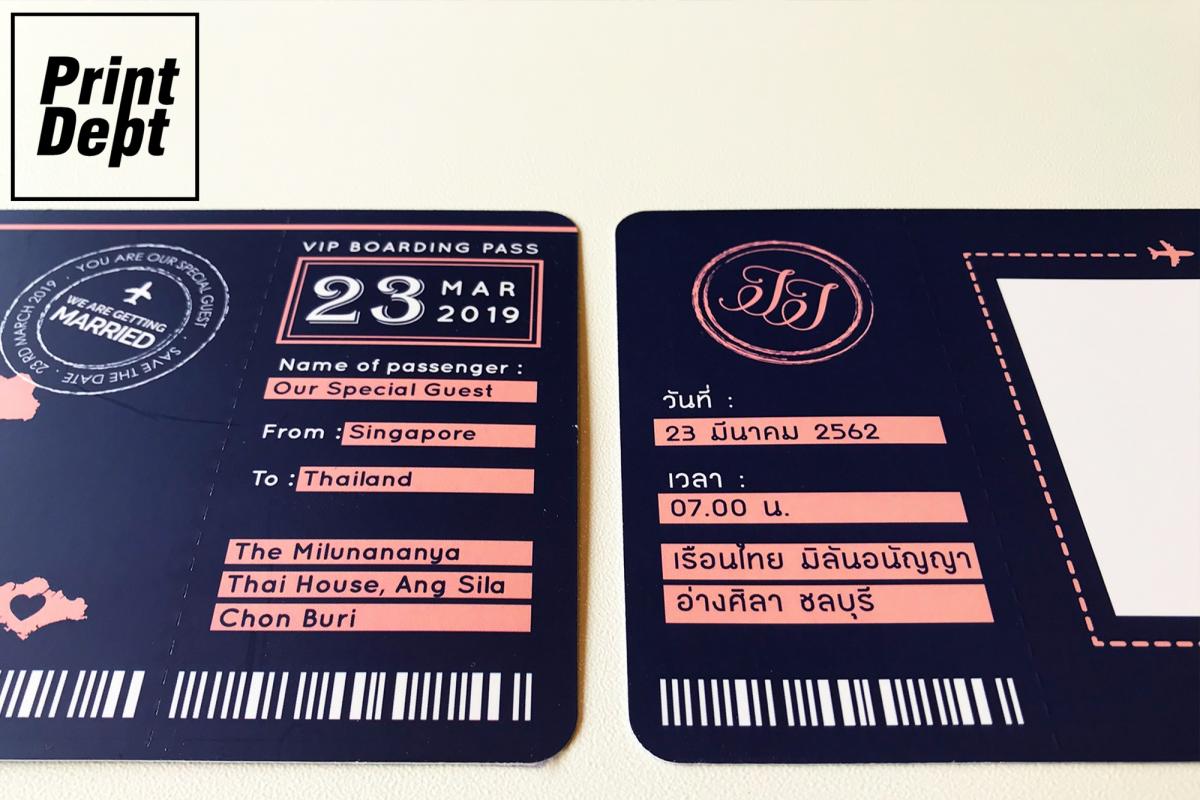 Print
Dept
YOU ARE OUR SPECIAL GUEST · SAVE THE DATE · 23RD MARCH 2019 ·
WE ARE GETTING
MARRIED
VIP BOARDING PASS
23 MAR
2019
Name of passenger :
Our Special Guest
From : Singapore
To : Thailand
The Milunananya
Thai House, Ang Sila
Chon Buri
JJ
วันที่ :
23 มีนาคม 2562
เวลา :
07.00 น.
เรือนไทย มิลันอนัญญา
อ่างศิลา ชลบุรี